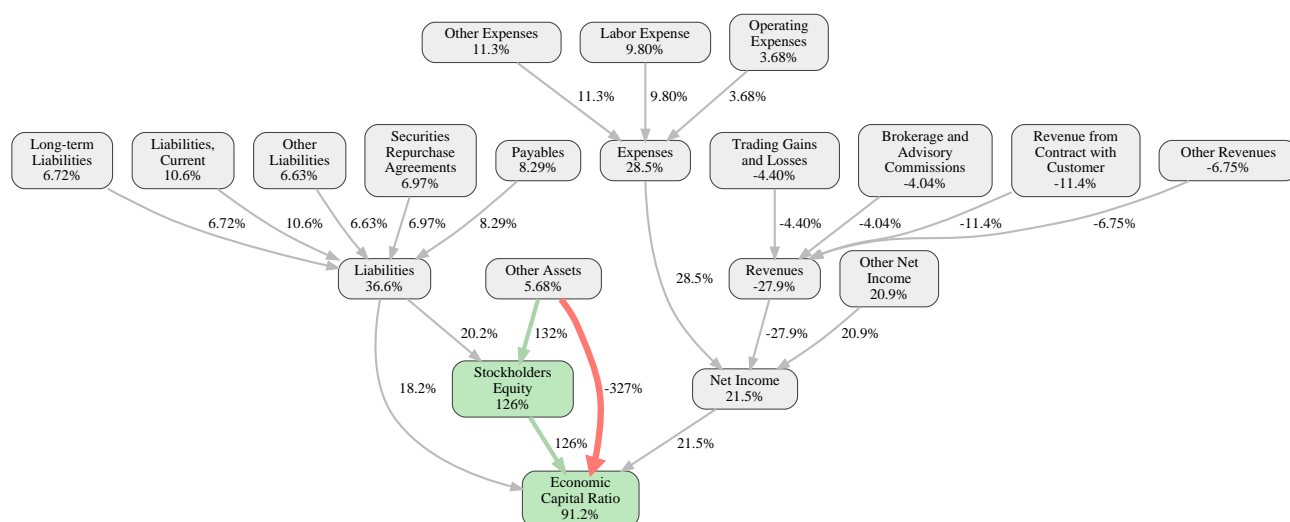 Other Expenses
11.3%
Labor Expense
9.80%
Operating
Expenses
3.68%
11.3%
9.80%
3.68%
Long-term
Liabilities
6.72%
Liabilities,
Current
10.6%
Other
Liabilities
6.63%
Securities
Repurchase
Agreements
6.97%
Payables
8.29%
Expenses
28.5%
Trading Gains
and Losses
-4.40%
Brokerage and
Advisory
Commissions
-4.04%
Revenue from
Contract with
Customer
-11.4%
Other Revenues
-6.75%
6.72%
10.6%
6.63%
6.97%
8.29%
-4.40%
-4.04%
-11.4%
-6.75%
Liabilities
36.6%
Other Assets
5.68%
28.5%
Revenues
-27.9%
Other Net
Income
20.9%
20.2%
132%
-27.9%
20.9%
Stockholders
Equity
126%
18.2%
-327%
Net Income
21.5%
126%
21.5%
Economic
Capital Ratio
91.2%